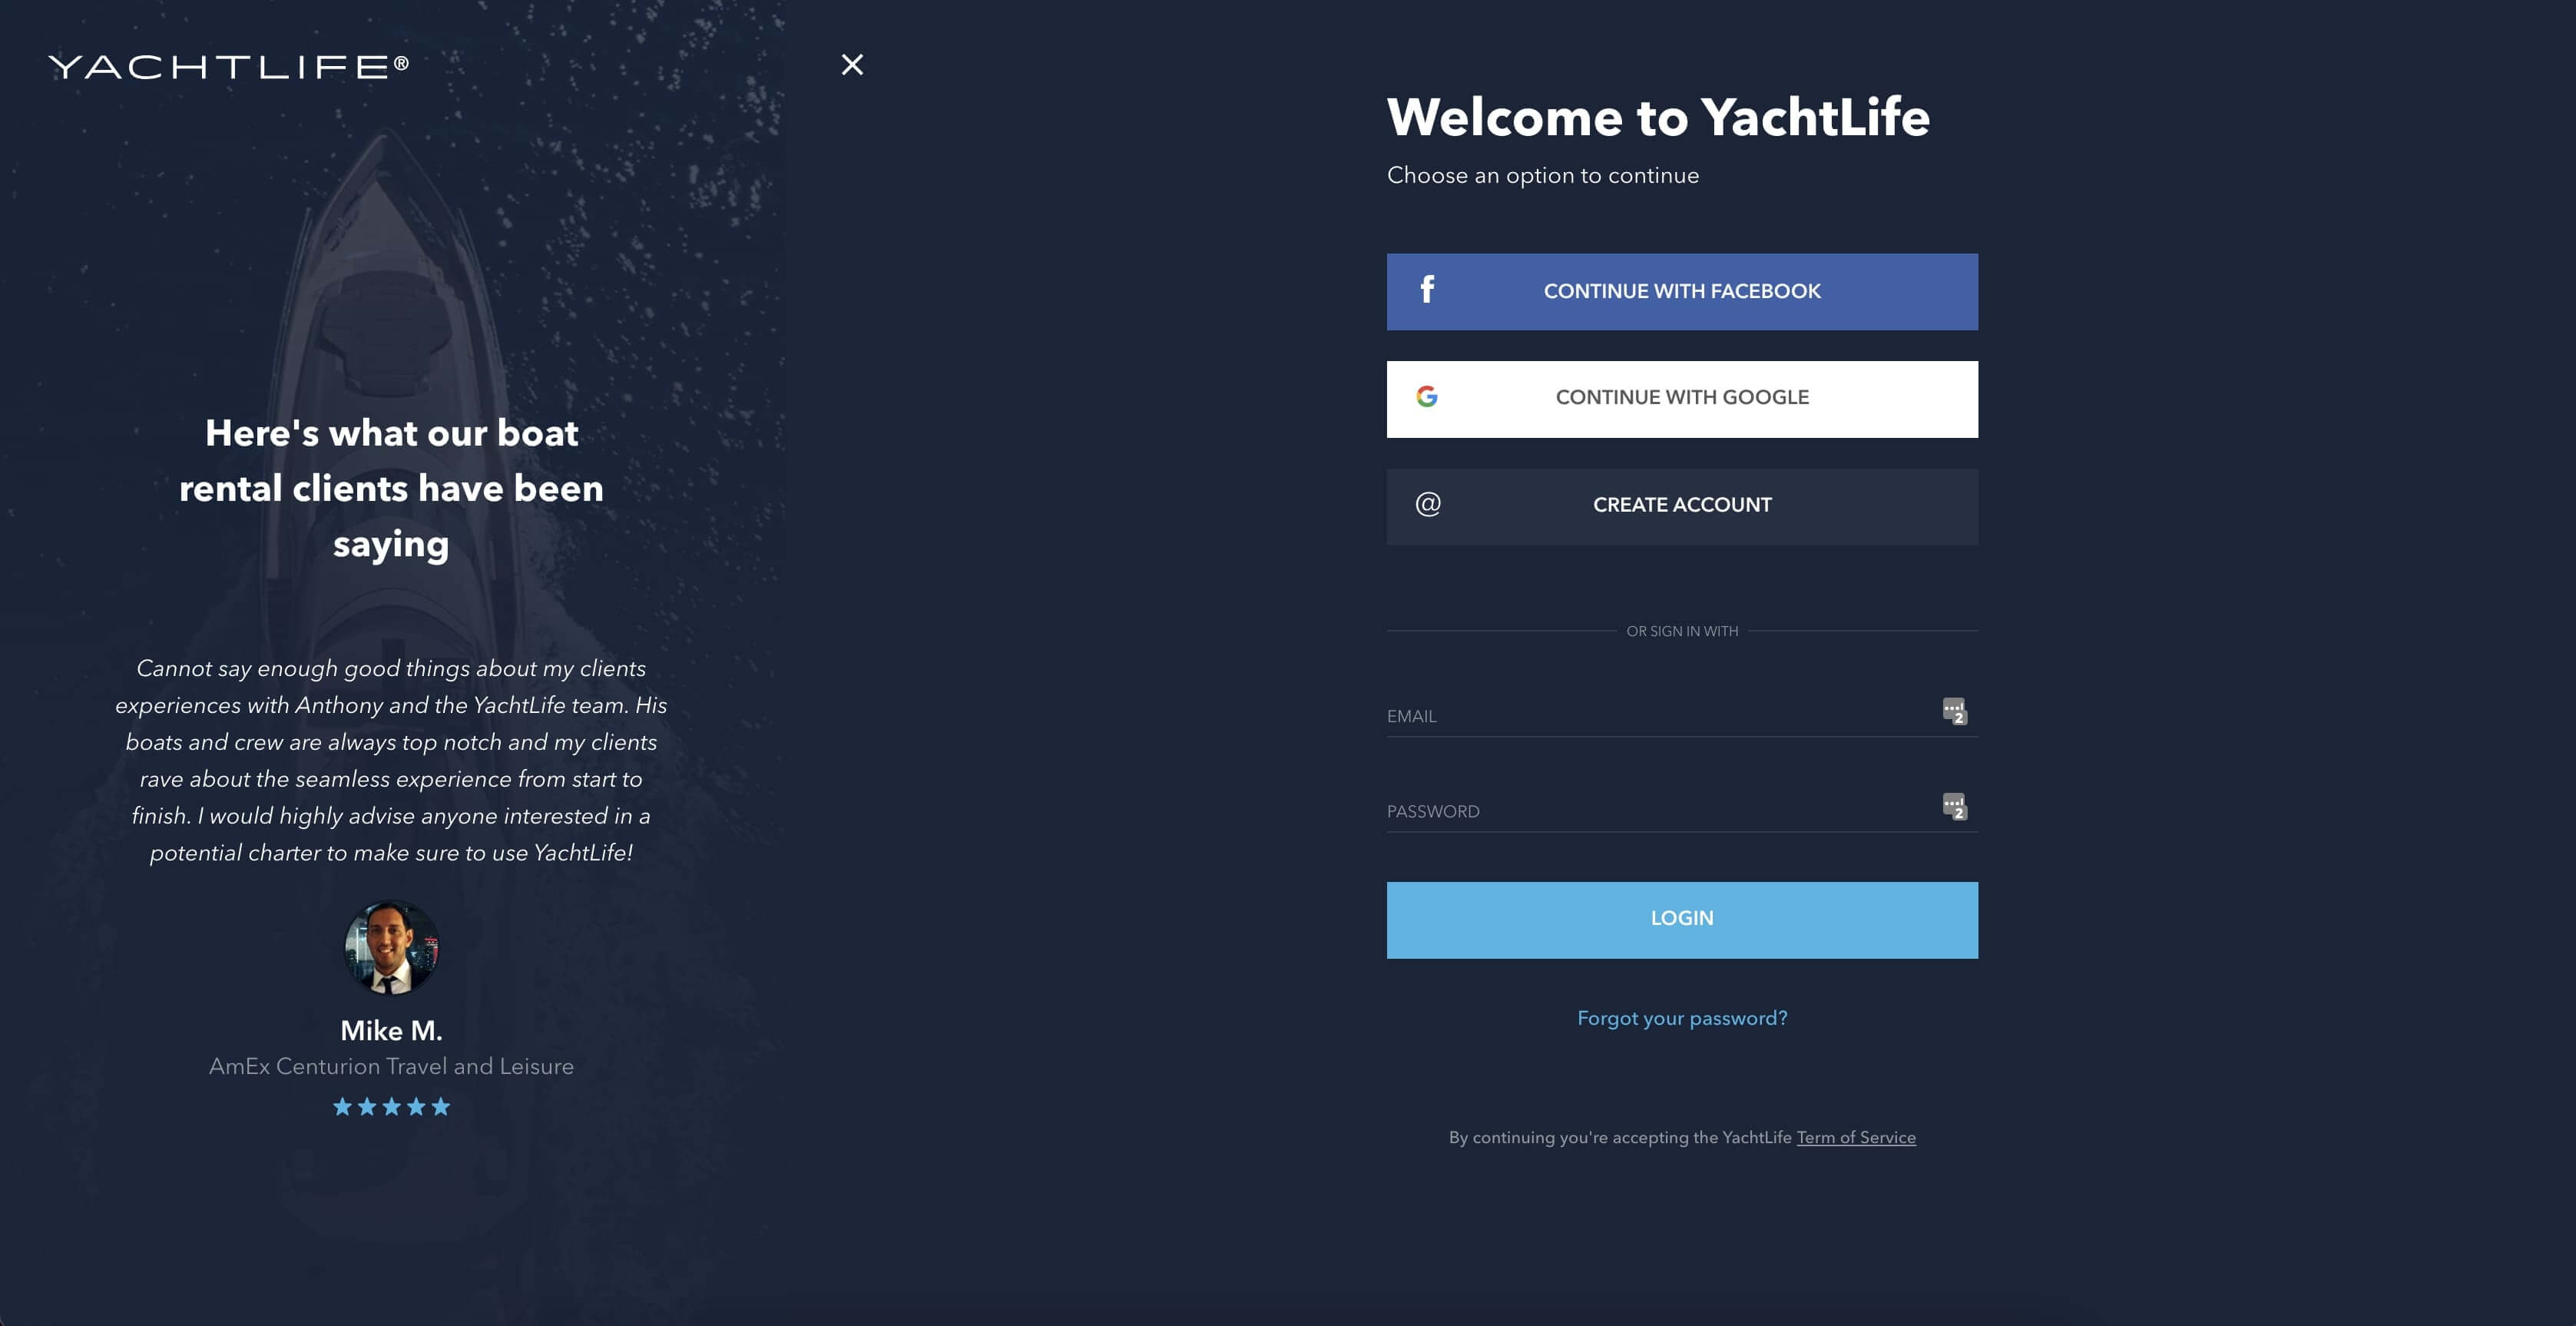 YACHTLIFE®
Here's what our boat
rental clients have been
saying
Cannot say enough good things about my clients
experiences with Anthony and the YachtLife team. His
boats and crew are always top notch and my clients
rave about the seamless experience from start to
finish. I would highly advise anyone interested in a
potential charter to make sure to use YachtLife!
Mike M.
AmEx Centurion Travel and Leisure
Welcome to YachtLife
Choose an option to continue
f CONTINUE WITH FACEBOOK
G CONTINUE WITH GOOGLE
@ CREATE ACCOUNT
OR SIGN IN WITH
EMAIL 2
PASSWORD 2
LOGIN
Forgot your password?
By continuing you're accepting the YachtLife Term of Service